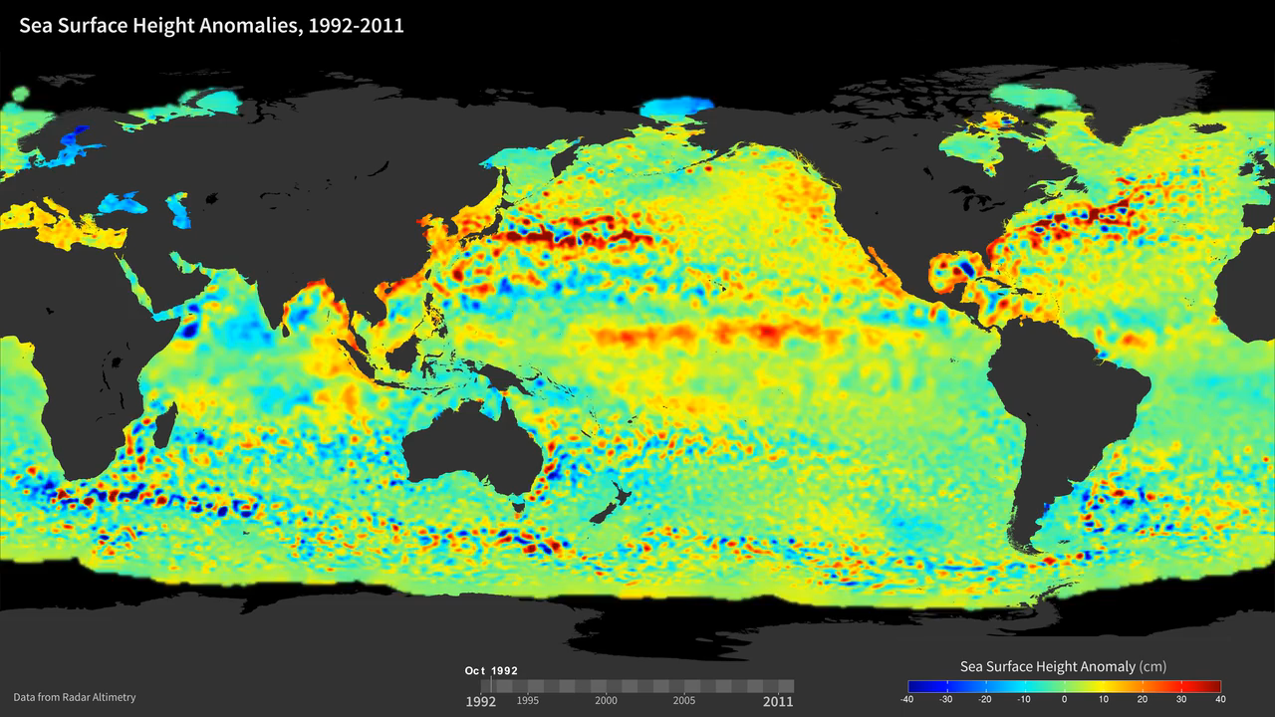 Sea Surface Height Anomalies, 1992-2011
Oct 1992
1992 1995 2000 2005 2011
Data from Radar Altimetry
Sea Surface Height Anomaly (cm)
-40 -30 -20 -10 0 10 20 30 40